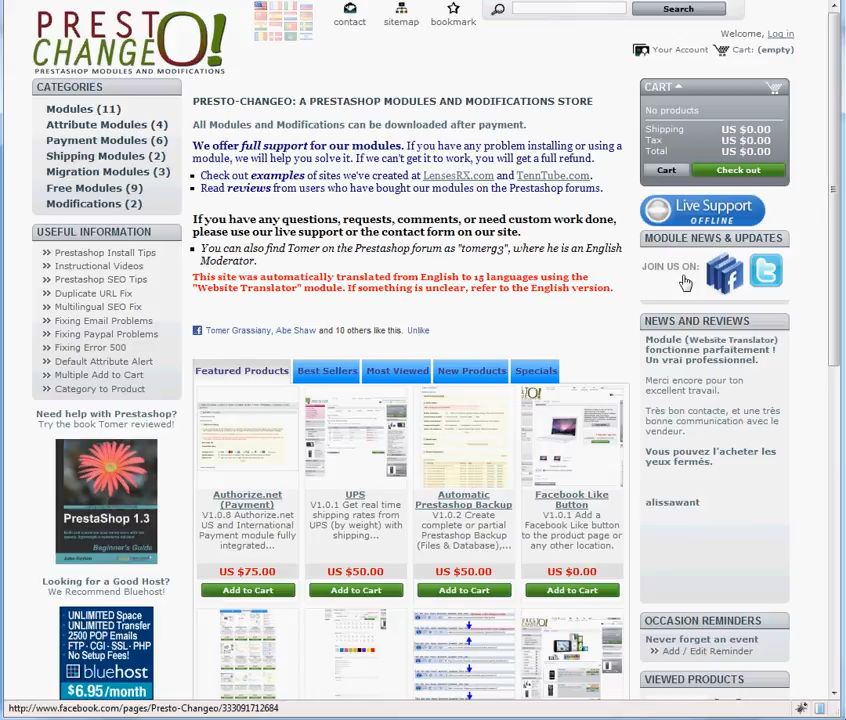 PRESTO
CHANGEO!
PRESTASHOP MODULES AND MODIFICATIONS
contact
sitemap
bookmark
Search
Welcome, Log in
Your Account
Cart: (empty)
CATEGORIES
Modules (11)
Attribute Modules (4)
Payment Modules (6)
Shipping Modules (2)
Migration Modules (3)
Free Modules (9)
Modifications (2)
USEFUL INFORMATION
Prestashop Install Tips
Instructional Videos
Prestashop SEO Tips
Duplicate URL Fix
Multilingual SEO Fix
Fixing Email Problems
Fixing Paypal Problems
Fixing Error 500
Default Attribute Alert
Multiple Add to Cart
Category to Product
Need help with Prestashop?
Try the book Tomer reviewed!
PrestaShop 1.3
Beginner's Guide
Looking for a Good Host?
We Recommend Bluehost!
UNLIMITED Space
UNLIMITED Transfer
2500 POP Emails
FTP - CGI - SSL - PHP
No Setup Fees!
bluehost
$6.95/month
PRESTO-CHANGEO: A PRESTASHOP MODULES AND MODIFICATIONS STORE
All Modules and Modifications can be downloaded after payment.
We offer full support for our modules. If you have any problem installing or using a
module, we will help you solve it. If we can't get it to work, you will get a full refund.
Check out examples of sites we've created at LensesRX.com and TennTube.com.
Read reviews from users who have bought our modules on the Prestashop forums.
If you have any questions, requests, comments, or need custom work done,
please use our live support or the contact form on our site.
You can also find Tomer on the Prestashop forum as "tomerg3", where he is an English
Moderator.
This site was automatically translated from English to 15 languages using the
"Website Translator" module. If something is unclear, refer to the English version.
Tomer Grassiany, Abe Shaw and 10 others like this. Unlike
Featured Products
Best Sellers
Most Viewed
New Products
Specials
Authorize.net
(Payment)
V1.0.8 Authorize.net
US and International
Payment module fully
integrated...
US $75.00
Add to Cart
UPS
V1.0.1 Get real time
shipping rates from
UPS (by weight) with
shipping...
US $50.00
Add to Cart
Automatic
Prestashop Backup
V1.0.2 Create
complete or partial
Prestashop Backup
(Files & Database),...
US $50.00
Add to Cart
Facebook Like
Button
V1.0.1 Add a
Facebook Like button
to the product page or
any other location.
US $0.00
Add to Cart
CART
No products
Shipping US $0.00
Tax US $0.00
Total US $0.00
Cart
Check out
Live Support
OFFLINE
MODULE NEWS & UPDATES
JOIN US ON:
NEWS AND REVIEWS
Module (Website Translator)
fonctionne parfaitement !
Un vrai professionnel.
Merci encore pour ton
excellent travail.
Très bon contact, et une très
bonne communication avec le
vendeur.
Vous pouvez l'acheter les
yeux fermés.
alissawant
OCCASION REMINDERS
Never forget an event
Add / Edit Reminder
VIEWED PRODUCTS
http://www.facebook.com/pages/Presto-Changeo/333091712684